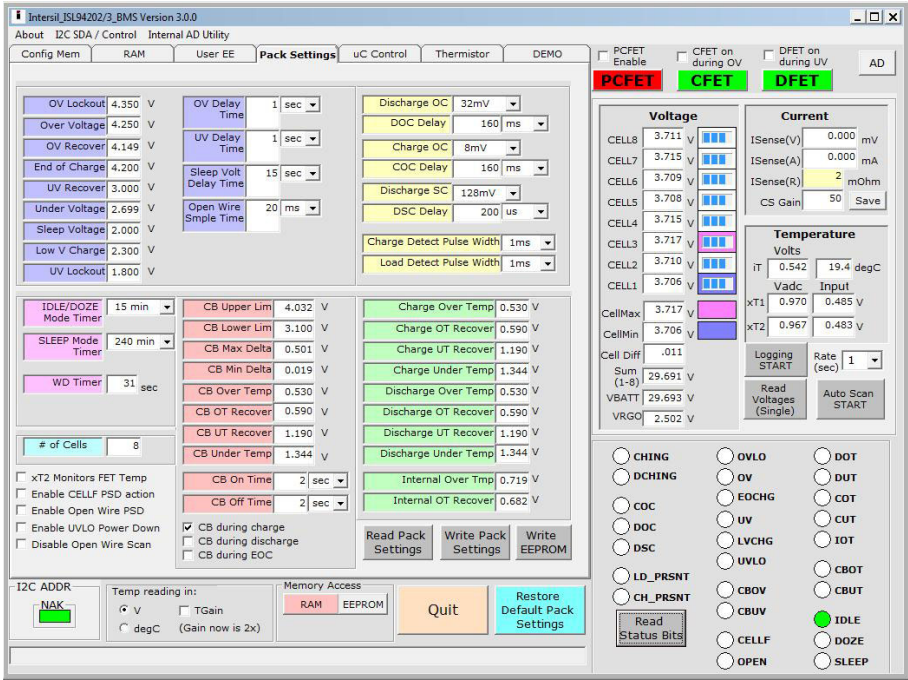 Intersil_ISL94202/3_BMS Version 3.0.0
About I2C SDA / Control Internal AD Utility
Config Mem RAM User EE Pack Settings uC Control Thermistor DEMO
PCFET Enable
CFET on during OV
DFET on during UV
AD
PCFET CFET DFET
OV Lockout 4.350 V
Over Voltage 4.250 V
OV Recover 4.149 V
End of Charge 4.200 V
UV Recover 3.000 V
Under Voltage 2.699 V
Sleep Voltage 2.000 V
Low V Charge 2.300 V
UV Lockout 1.800 V
OV Delay Time 1 sec
UV Delay Time 1 sec
Sleep Volt Delay Time 15 sec
Open Wire Smple Time 20 ms
Discharge OC 32mV
DOC Delay 160 ms
Charge OC 8mV
COC Delay 160 ms
Discharge SC 128mV
DSC Delay 200 us
Charge Detect Pulse Width 1ms
Load Detect Pulse Width 1ms
IDLE/DOZE Mode Timer 15 min
SLEEP Mode Timer 240 min
WD Timer 31 sec
# of Cells 8
xT2 Monitors FET Temp
Enable CELLF PSD action
Enable Open Wire PSD
Enable UVLO Power Down
Disable Open Wire Scan
CB Upper Lim 4.032 V
CB Lower Lim 3.100 V
CB Max Delta 0.501 V
CB Min Delta 0.019 V
CB Over Temp 0.530 V
CB OT Recover 0.590 V
CB UT Recover 1.190 V
CB Under Temp 1.344 V
CB On Time 2 sec
CB Off Time 2 sec
CB during charge
CB during discharge
CB during EOC
Charge Over Temp 0.530 V
Charge OT Recover 0.590 V
Charge UT Recover 1.190 V
Charge Under Temp 1.344 V
Discharge Over Temp 0.530 V
Discharge OT Recover 0.590 V
Discharge UT Recover 1.190 V
Discharge Under Temp 1.344 V
Internal Over Tmp 0.719 V
Internal OT Recover 0.682 V
Read Pack Settings
Write Pack Settings
Write EEPROM
I2C ADDR
NAK
Temp reading in:
V TGain
degC (Gain now is 2x)
Memory Access
RAM EEPROM
Quit
Restore Default Pack Settings
Voltage
CELL8 3.711 V
CELL7 3.715 V
CELL6 3.709 V
CELL5 3.708 V
CELL4 3.715 V
CELL3 3.717 V
CELL2 3.710 V
CELL1 3.706 V
CellMax 3.717 V
CellMin 3.706 V
Cell Diff .011
Sum (1-8) 29.691 V
VBATT 29.693 V
VRGO 2.502 V
Current
ISense(V) 0.000 mV
ISense(A) 0.000 mA
ISense(R) 2 mOhm
CS Gain 50 Save
Temperature
Volts
iT 0.542 19.4 degC
Vadc Input
xT1 0.970 0.485 V
xT2 0.967 0.483 V
Logging START
Rate (sec) 1
Read Voltages (Single)
Auto Scan START
CHING OVLO DOT
DCHING OV DUT
COC EOCHG COT
DOC UV CUT
DSC LVCHG IOT
UVLO
LD_PRSNT CBOT
CH_PRSNT CBOV CBUT
CBUV IDLE
Read Status Bits
CELLF DOZE
OPEN SLEEP